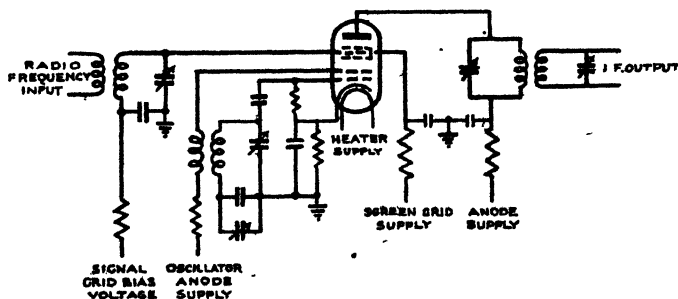 RADIO
FREQUENCY
INPUT
I.F. OUTPUT
HEATER
SUPPLY
SCREEN GRID
SUPPLY
ANODE
SUPPLY
SIGNAL
GRID BIAS
VOLTAGE
OSCILLATOR
ANODE
SUPPLY